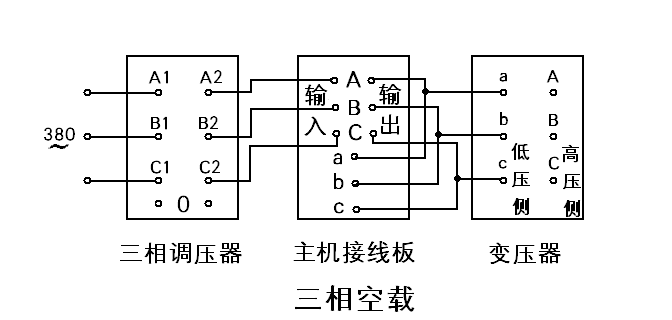 A1 A2 输 A 输 a A
380 B1 B2 入 B 出 b B
~ C1 C2 C c 低压侧 C 高压侧
0 a
b
c
三相调压器 主机接线板 变压器
三相空载